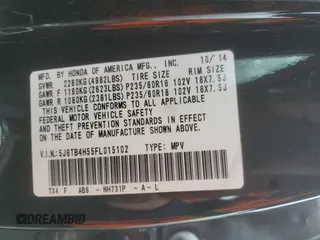 MFD. BY HONDA OF AMERICA MFG., INC. 10/14
GVWR 2260KG(4982LBS) TIRE SIZE RIM SIZE
GAWR F 1190KG(2623LBS) P235/60R18 102V 18X7.5J
GAWR R 1080KG(2381LBS) P235/60R18 102V 18X7.5J
THIS VEHICLE CONFORMS TO ALL APPLICABLE
FEDERAL MOTOR VEHICLE SAFETY AND
THEFT PREVENTION STANDARDS IN EFFECT
ON THE DATE OF MANUFACTURE SHOWN ABOVE.
V.I.N:5J8TB4H55FL015102 TYPE: MPV
TX4 F AB8 -NH731P -A-L
DREAMBID